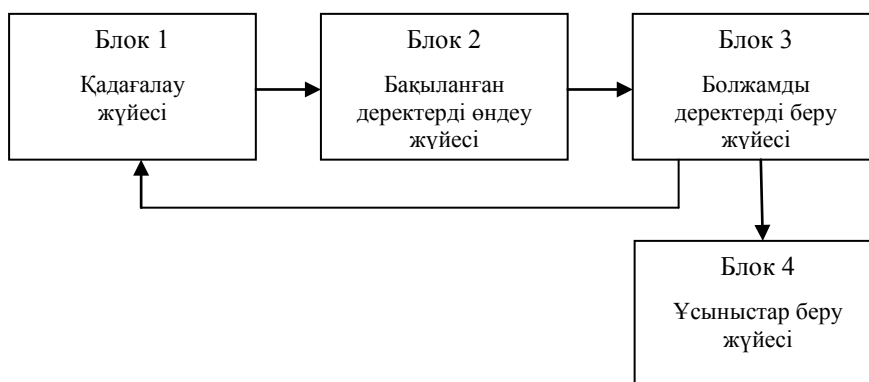 Блок 1
Қадағалау
жүйесі
Блок 2
Бақыланған
деректерді өңдеу
жүйесі
Блок 3
Болжамды
деректерді беру
жүйесі
Блок 4
Ұсыныстар беру
жүйесі